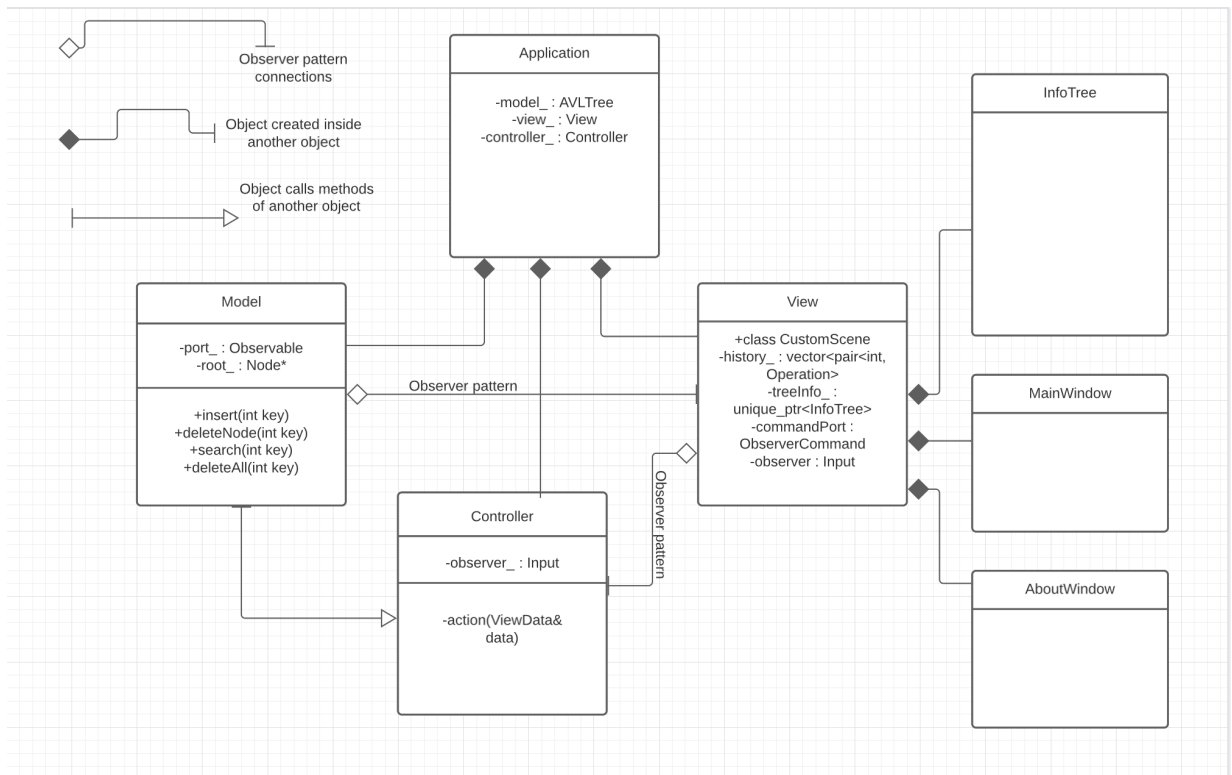 Observer pattern
connections
Object created inside
another object
Object calls methods
of another object
Application
-model_ : AVLTree
-view_ : View
-controller_ : Controller
InfoTree
Model
-port_ : Observable
-root_ : Node*
+insert(int key)
+deleteNode(int key)
+search(int key)
+deleteAll(int key)
Observer pattern
View
+class CustomScene
-history_ : vector<pair<int,
Operation>
-treeInfo_ :
unique_ptr<InfoTree>
-commandPort :
ObserverCommand
-observer : Input
MainWindow
Observer pattern
Controller
-observer_ : Input
-action(ViewData&
data)
AboutWindow